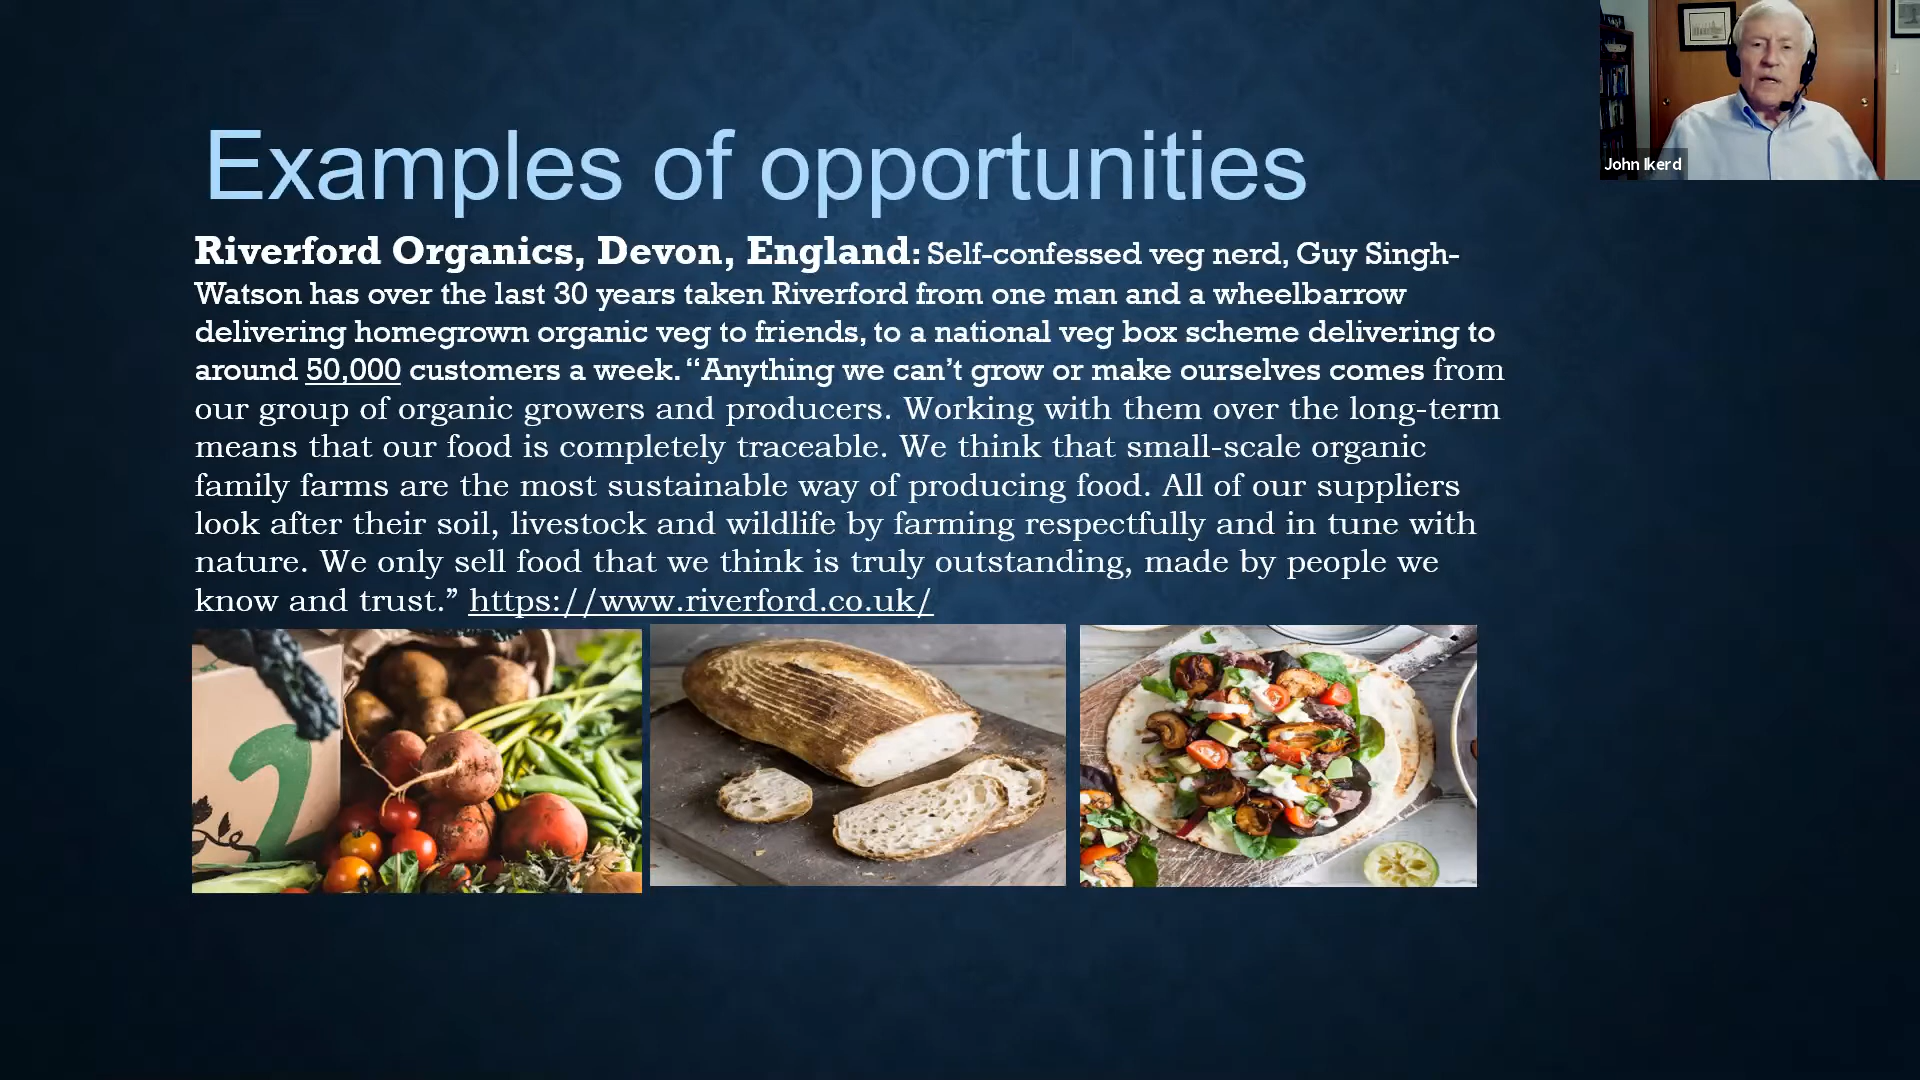 Examples of opportunities
Riverford Organics, Devon, England: Self-confessed veg nerd, Guy Singh-
Watson has over the last 30 years taken Riverford from one man and a wheelbarrow
delivering homegrown organic veg to friends, to a national veg box scheme delivering to
around 50,000 customers a week. “Anything we can’t grow or make ourselves comes from
our group of organic growers and producers. Working with them over the long-term
means that our food is completely traceable. We think that small-scale organic
family farms are the most sustainable way of producing food. All of our suppliers
look after their soil, livestock and wildlife by farming respectfully and in tune with
nature. We only sell food that we think is truly outstanding, made by people we
know and trust.” https://www.riverford.co.uk/
John Ikerd
2